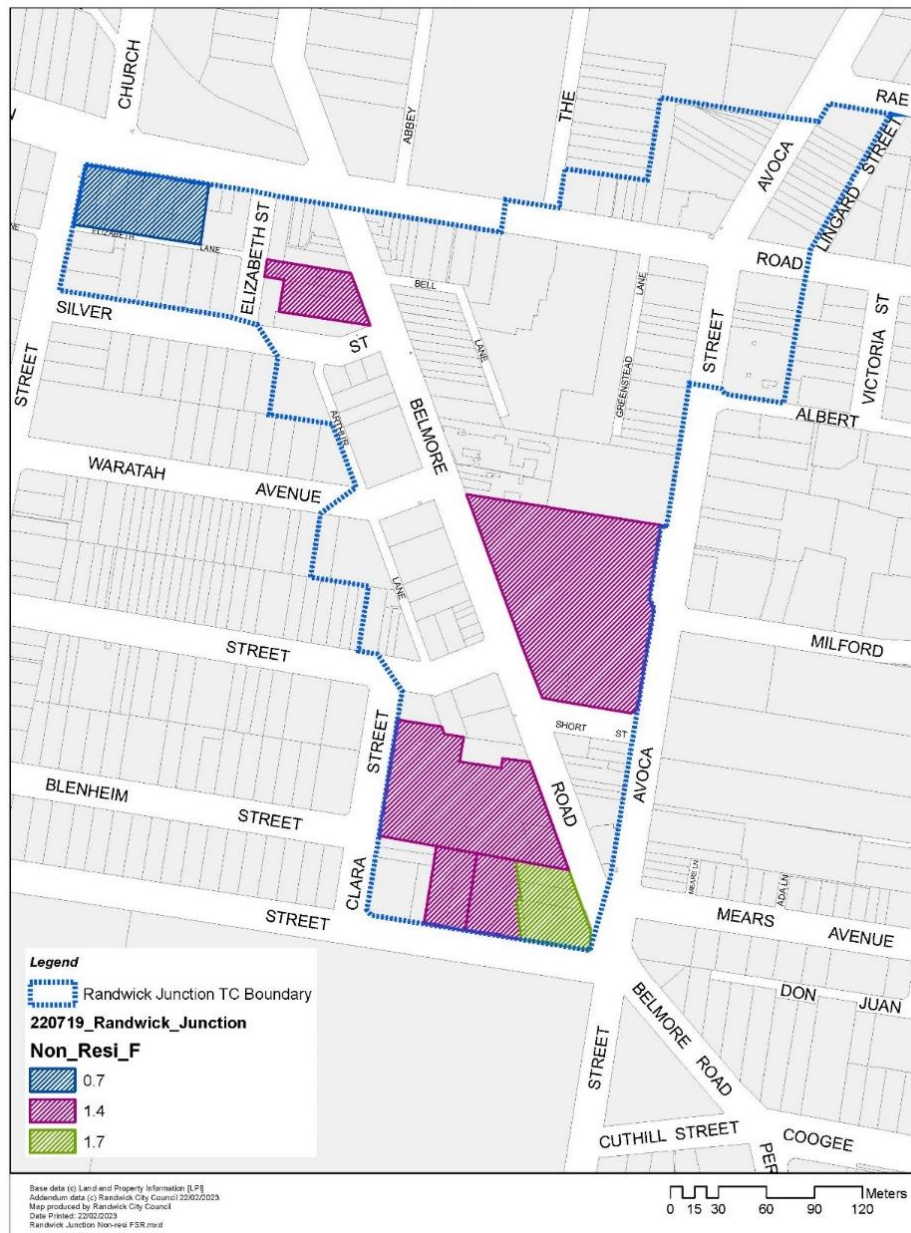 CHURCH
ABBEY
THE
RAE
AVOCA
LINGARD STREET
ELIZABETH
LANE
ELIZABETH ST
ROAD
SILVER
ST
BELL
LANE
LANE
GREENSTEAD
STREET
VICTORIA ST
STREET
ARTHUR
BELMORE
ALBERT
WARATAH
AVENUE
LANE
STREET
MILFORD
SHORT
ST
STREET
AVOCA
ROAD
BLENHEIM
STREET
CLARA
STREET
MEARS LN
ADA LN
MEARS
AVENUE
DON
JUAN
BELMORE ROAD
STREET
CUTHILL STREET
COOGEE
PER
Legend
Randwick Junction TC Boundary
220719_Randwick_Junction
Non_Resi_F
0.7
1.4
1.7
Base data (c) Land and Property Information [LPI]
Addendum data (c) Randwick City Council 22/02/2023
Map produced by Randwick City Council
Date Printed: 22/02/2023
Randwick Junction Non-resi FSR.mxd
Meters
0 15 30 60 90 120